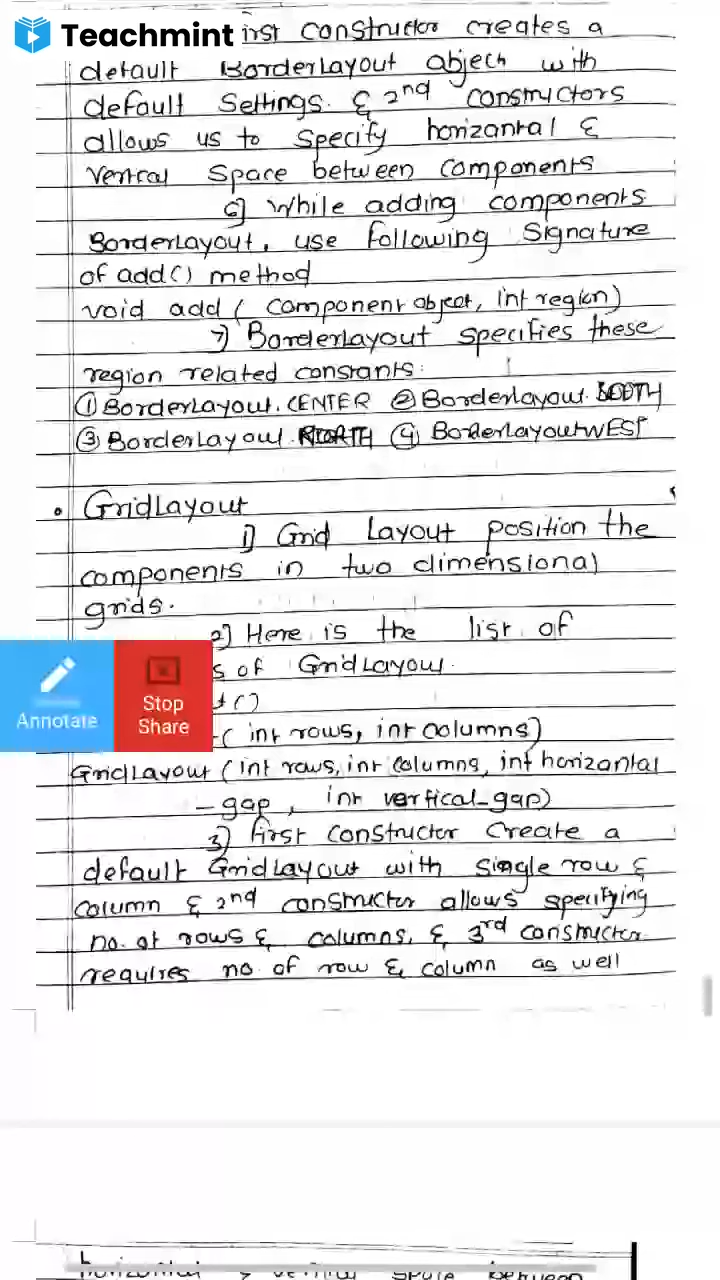 Teachmint irst constructor creates a
default BorderLayout object with
default Settings. & 2nd constructors
allows us to specify horizantal &
vertical space between components
6) While adding components
BorderLayout, use following signature
of add() method
void add ( component object, int region)
7) BorderLayout specifies these
region related constants:
① BorderLayout. CENTER ② BorderLayout. SOUTH
③ BorderLayout. NORTH ④ BorderLayout WEST
• GridLayout
1) Grid Layout position the
components in two dimensional
grids.
2) Here is the list of
s of GridLayout.
t ()
Annotate
Stop
Share
t ( int rows, int columns)
GridLayout (int rows, int columns, int horizantal
- gap, int vertical_gap)
3) First constructor create a
default GridLayout with single row &
column & 2nd constructor allows specifying
no. of rows & columns, & 3rd constructor
requires no. of row & column as well